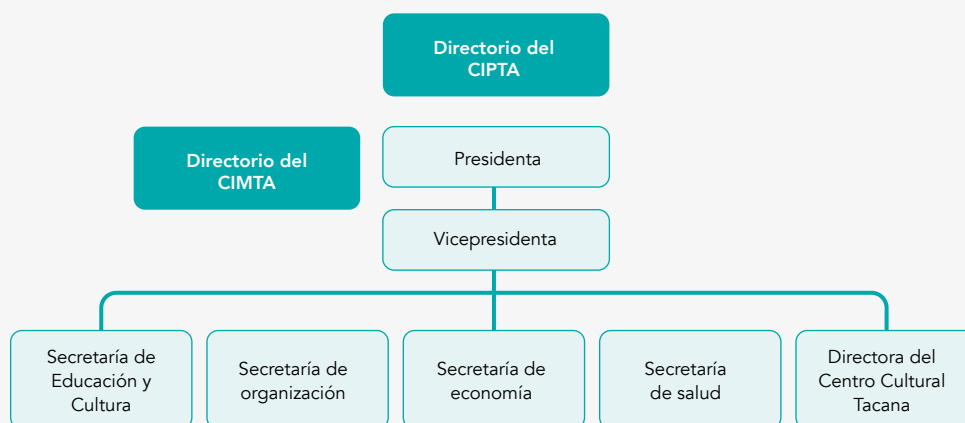 Directorio del
CIPTA
Directorio del
CIMTA
Presidenta
Vicepresidenta
Secretaría de
Educación y
Cultura
Secretaría de
organización
Secretaría de
economía
Secretaría
de salud
Directora del
Centro Cultural
Tacana